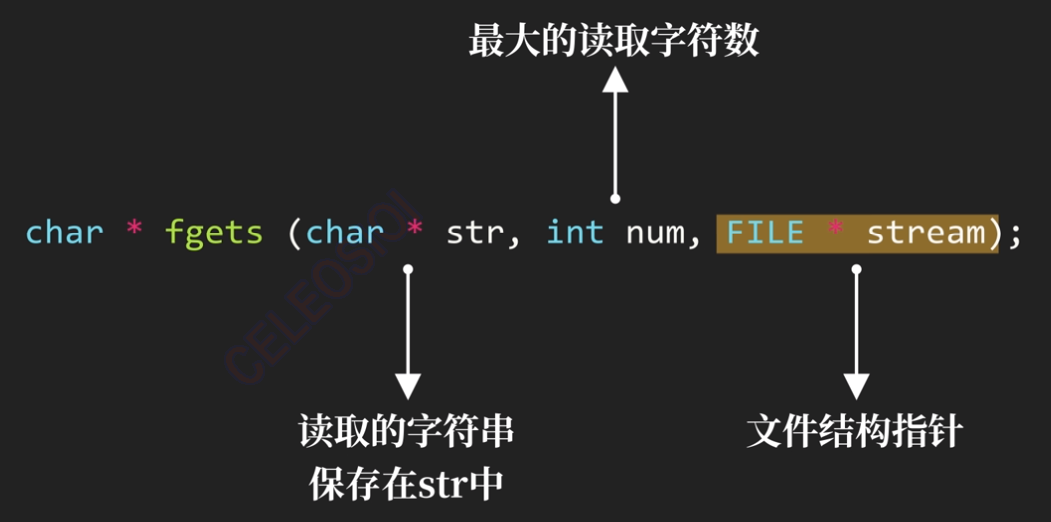 最大的读取字符数
char * fgets (char * str, int num, FILE * stream);
读取的字符串
保存在str中
文件结构指针
CELEOSIQI